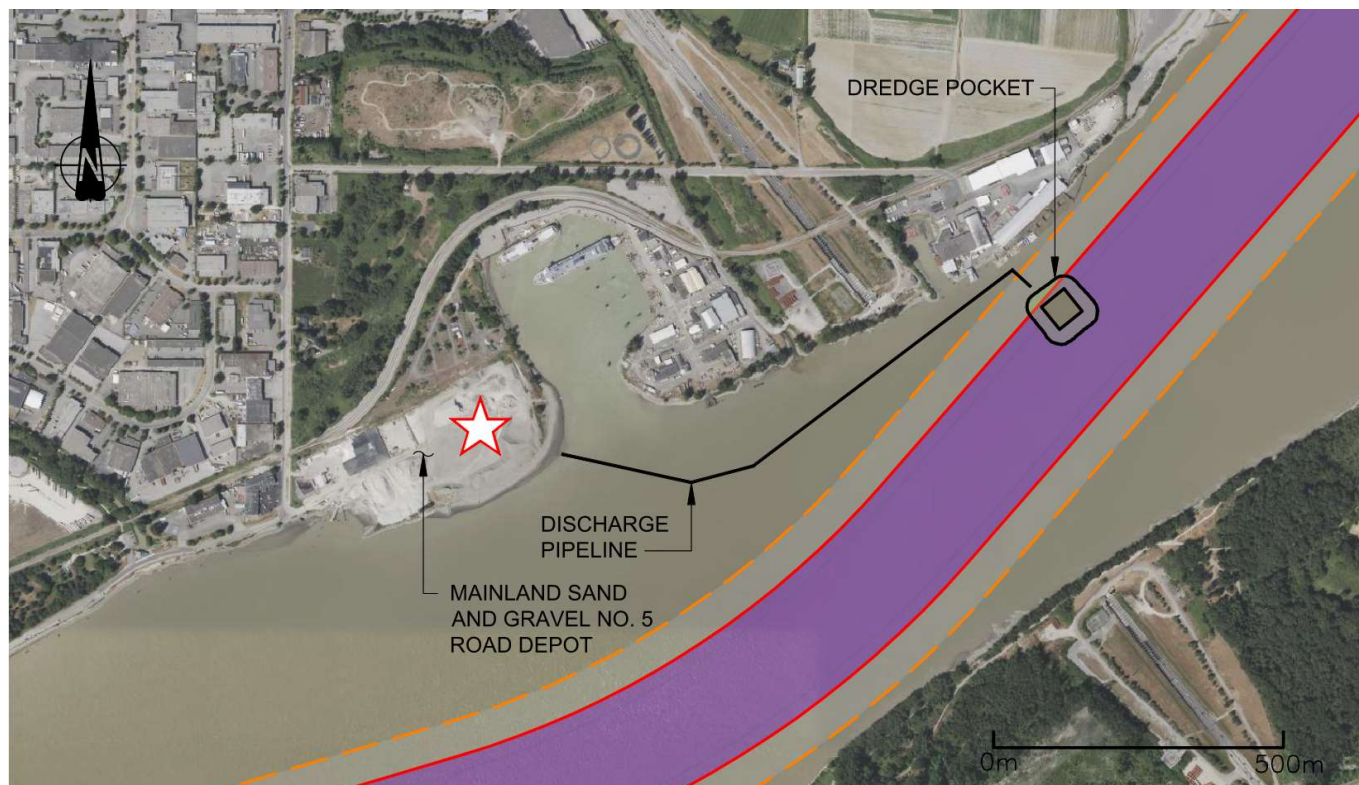 N
DREDGE POCKET
DISCHARGE
PIPELINE
MAINLAND SAND
AND GRAVEL NO. 5
ROAD DEPOT
0m 500m